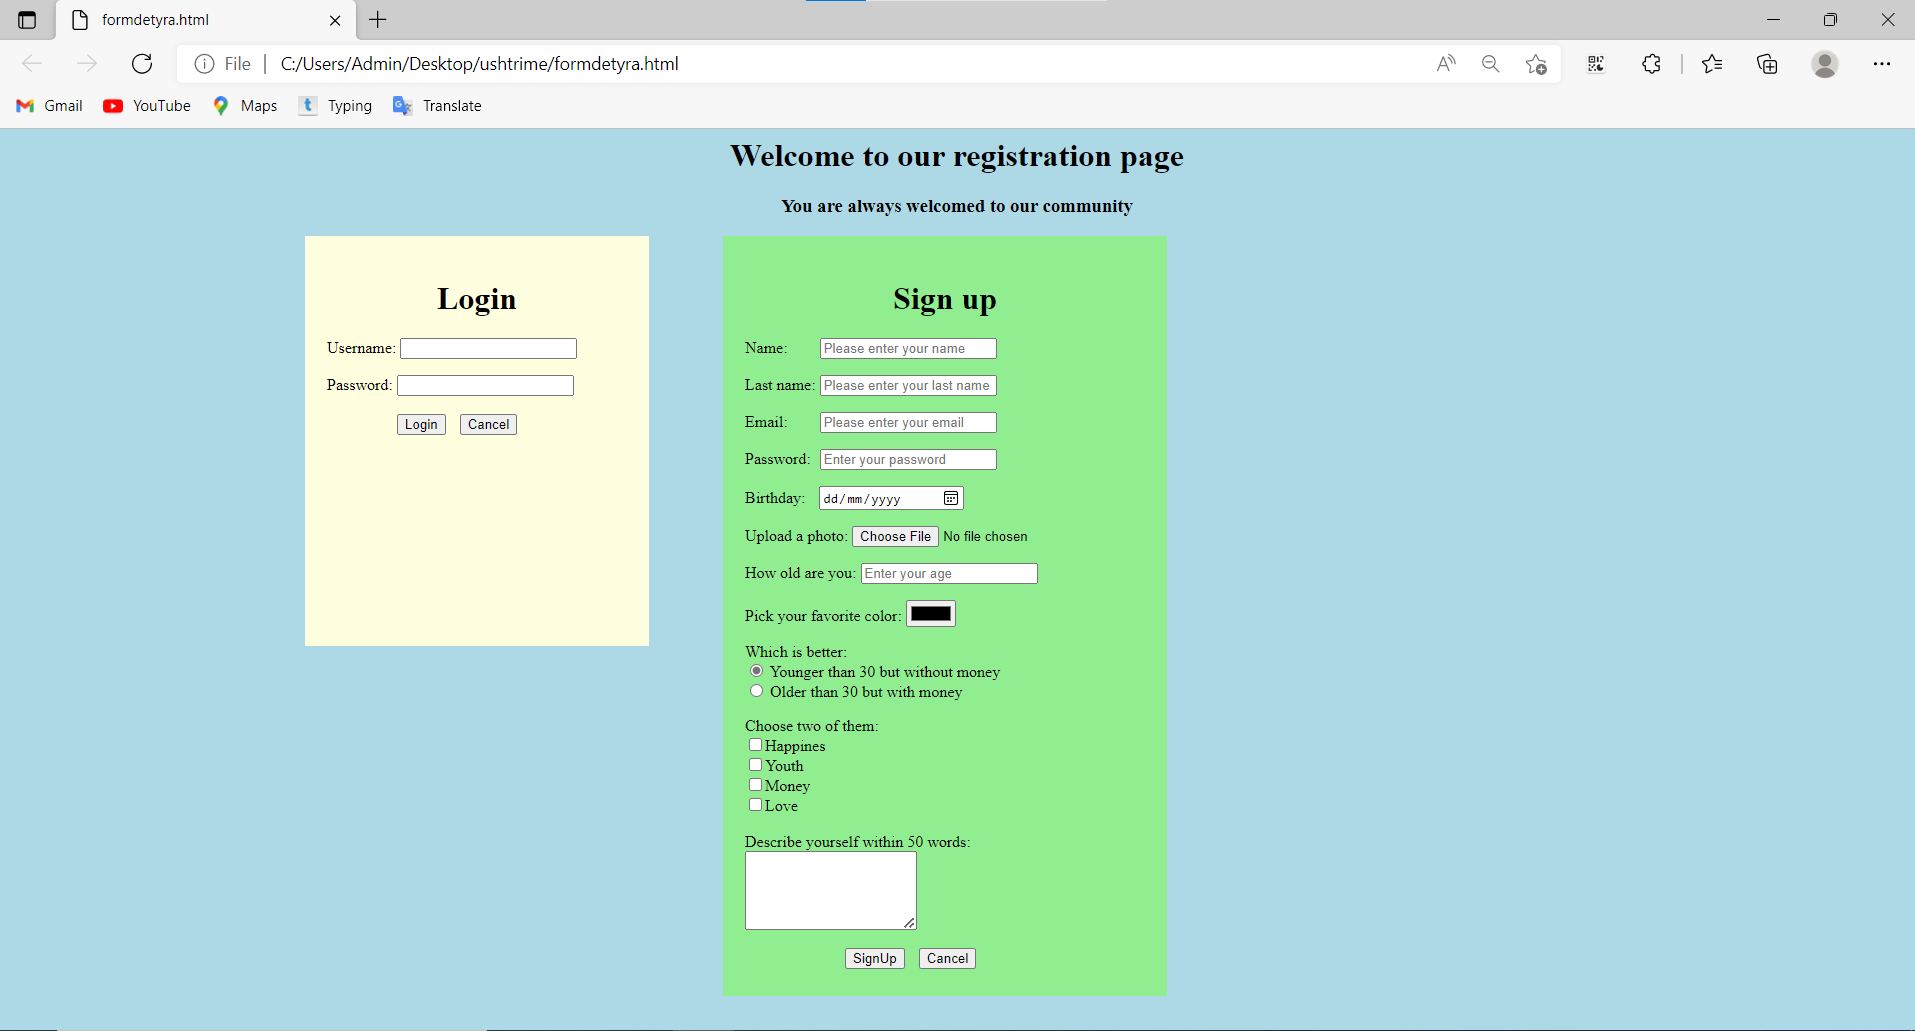 formdetyra.html
File C:/Users/Admin/Desktop/ushtrime/formdetyra.html
Gmail YouTube Maps Typing Translate
Welcome to our registration page
You are always welcomed to our community
Login
Username:
Password:
Login Cancel
Sign up
Name: Please enter your name
Last name: Please enter your last name
Email: Please enter your email
Password: Enter your password
Birthday: dd/mm/yyyy
Upload a photo: Choose File No file chosen
How old are you: Enter your age
Pick your favorite color:
Which is better:
Younger than 30 but without money
Older than 30 but with money
Choose two of them:
Happines
Youth
Money
Love
Describe yourself within 50 words:
SignUp Cancel